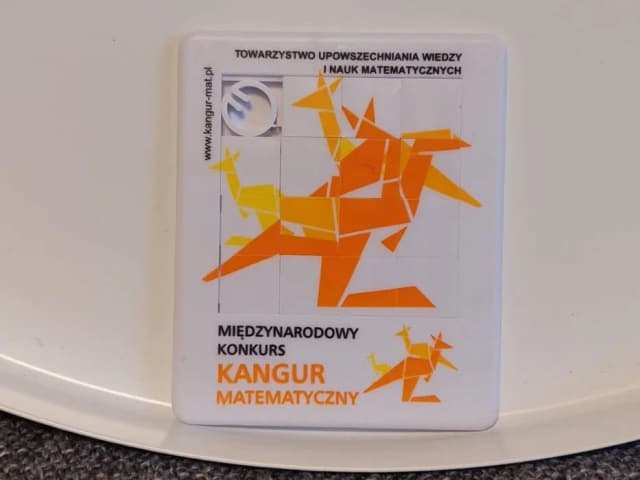 TOWARZYSTWO UPOWSZECHNIANIA WIEDZY
I NAUK MATEMATYCZNYCH
www.kangur-mat.pl
MIĘDZYNARODOWY
KONKURS
KANGUR
MATEMATYCZNY